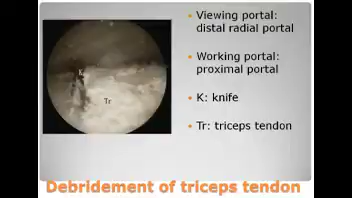 K
Tr
Viewing portal:
distal radial portal
Working portal:
proximal portal
K: knife
Tr: triceps tendon
Debridement of triceps tendon